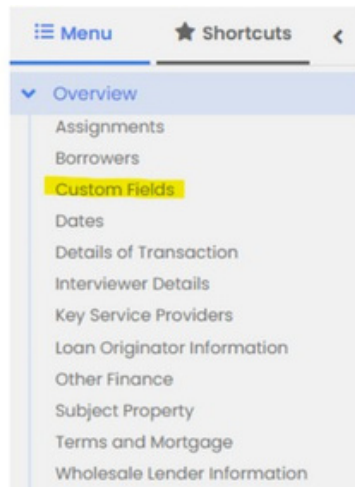 Menu Shortcuts
Overview
Assignments
Borrowers
Custom Fields
Dates
Details of Transaction
Interviewer Details
Key Service Providers
Loan Originator Information
Other Finance
Subject Property
Terms and Mortgage
Wholesale Lender Information